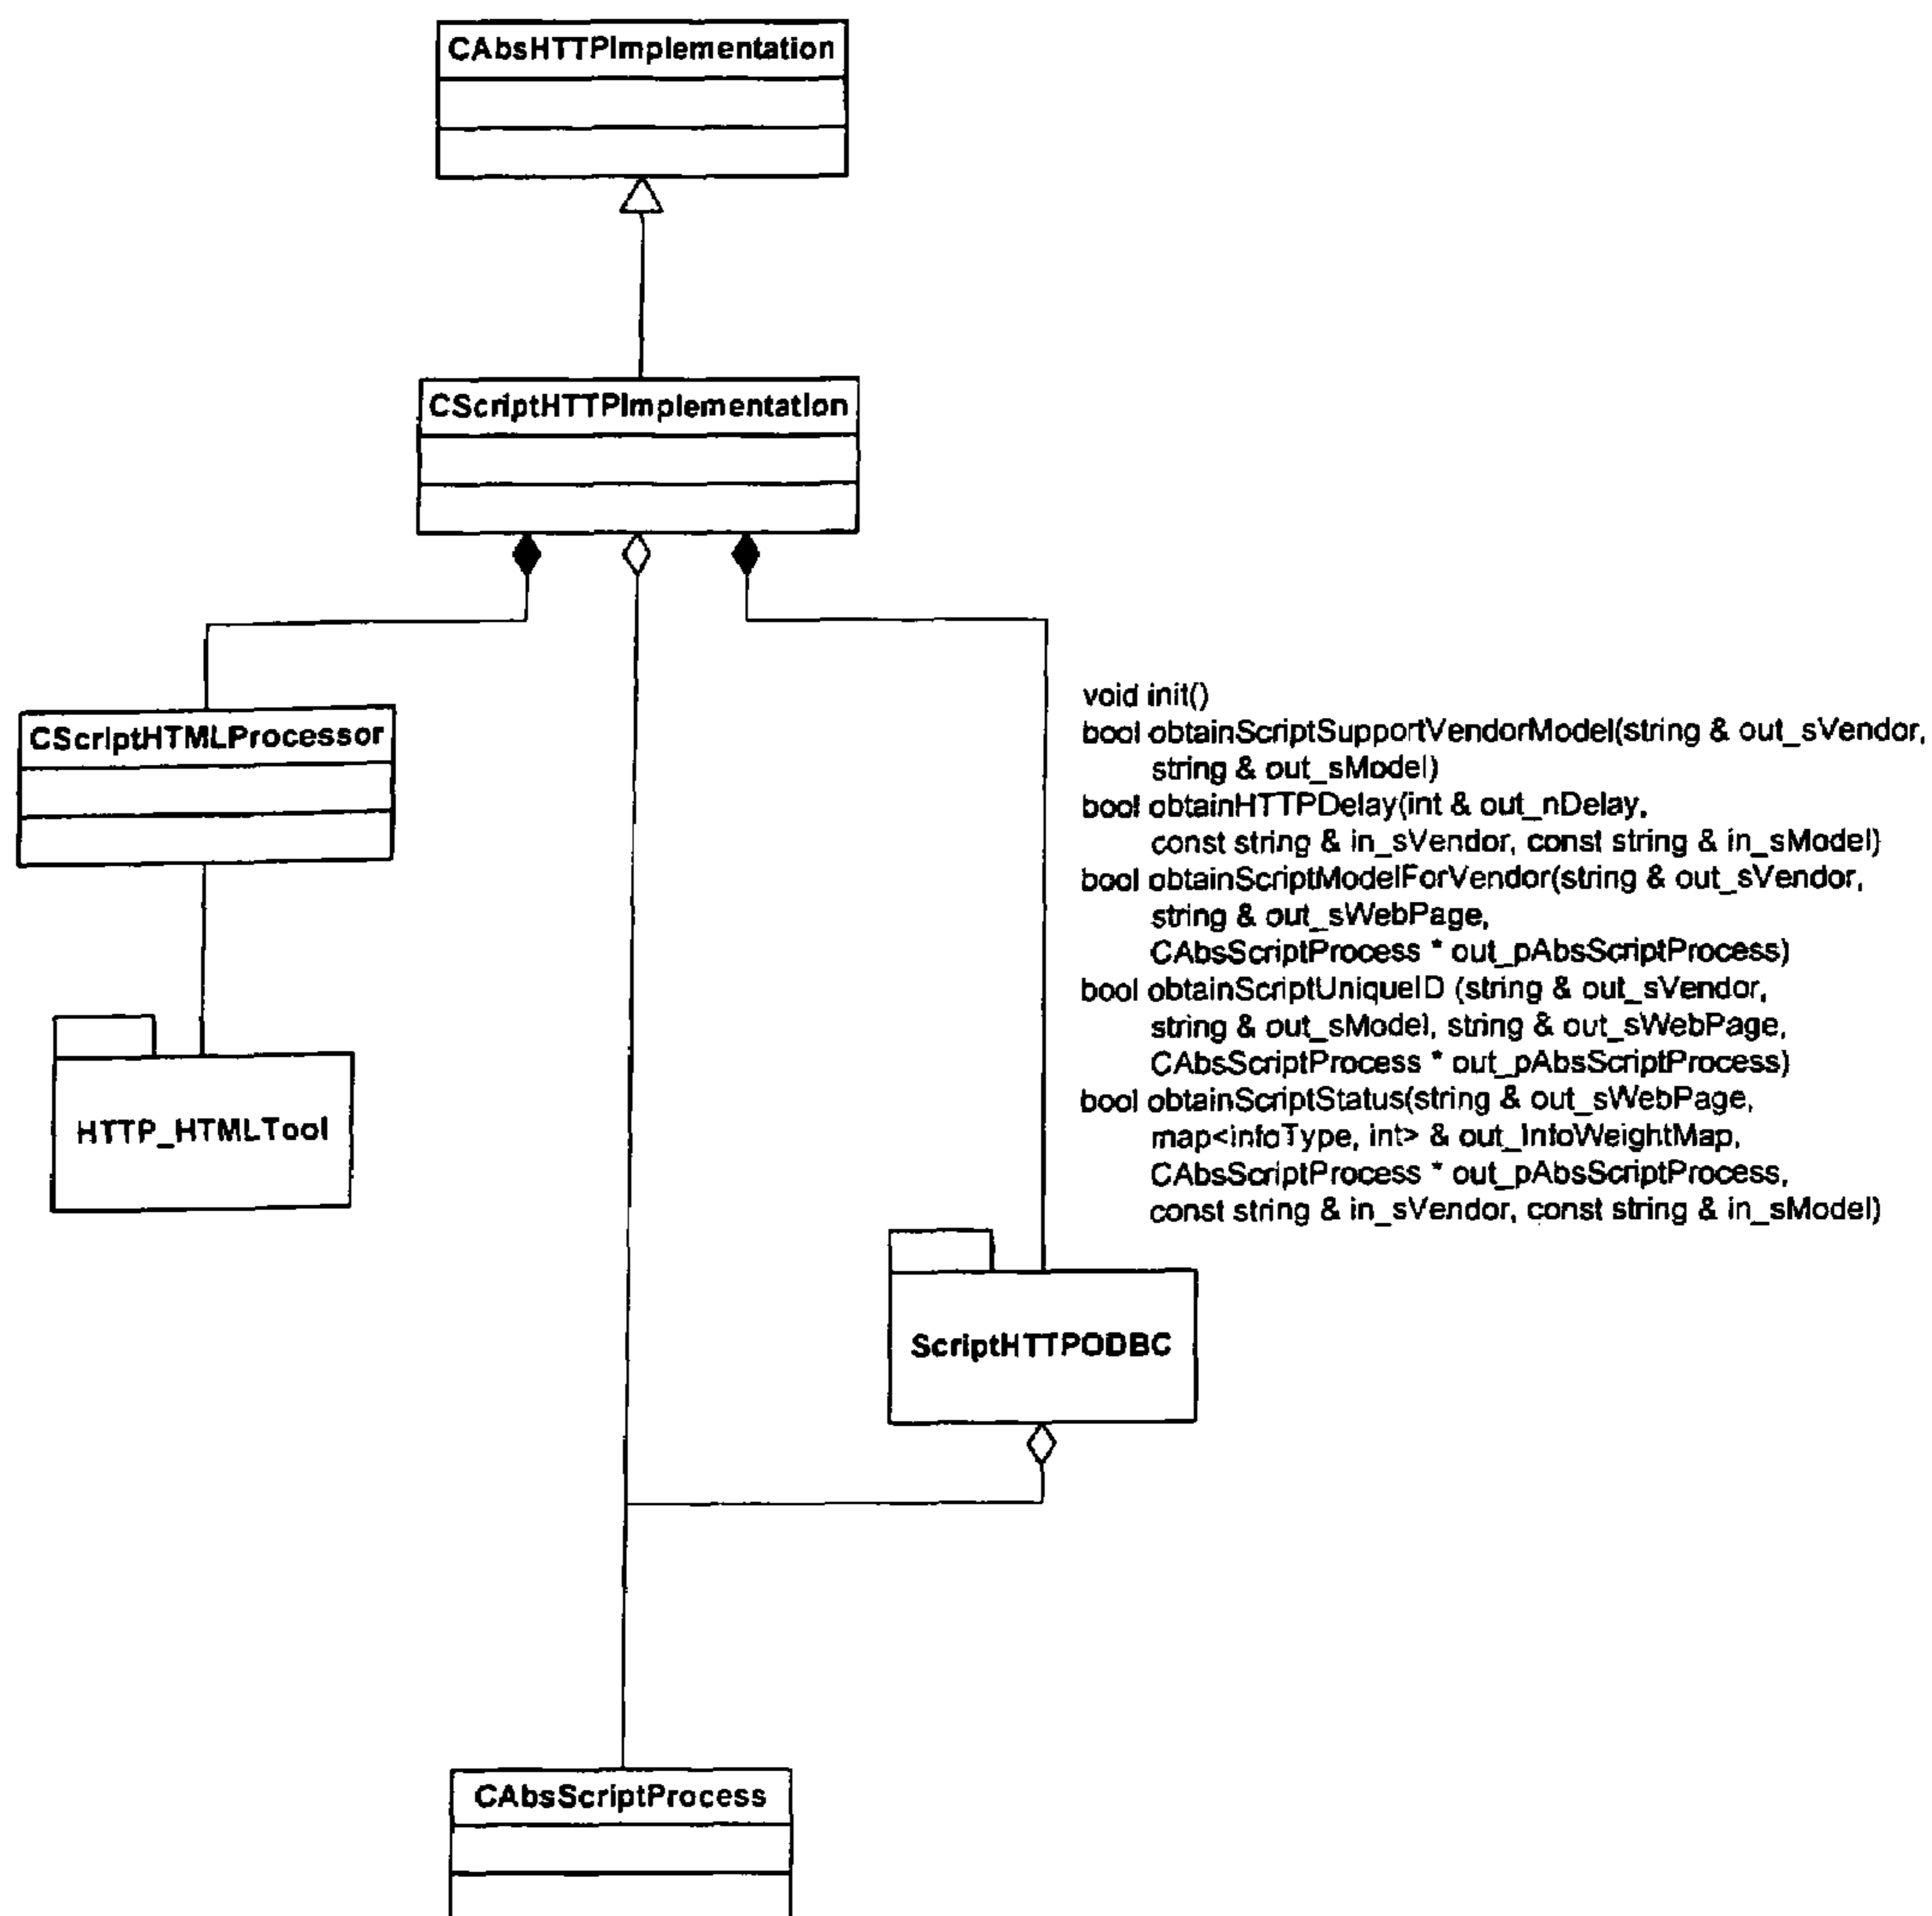 CAbsHTTPImplementation
CScriptHTTPImplementation
void init()
bool obtainScriptSupportVendorModel(string & out_sVendor,
string & out_sModel)
bool obtainHTTPDelay(int & out_nDelay,
const string & in_sVendor, const string & in_sModel)
bool obtainScriptModelForVendor(string & out_sVendor,
string & out_sWebPage,
CAbsScriptProcess * out_pAbsScriptProcess)
bool obtainScriptUniqueID (string & out_sVendor,
string & out_sModel, string & out_sWebPage,
CAbsScriptProcess * out_pAbsScriptProcess)
bool obtainScriptStatus(string & out_sWebPage,
map<infoType, int> & out_InfoWeightMap,
CAbsScriptProcess * out_pAbsScriptProcess,
const string & in_sVendor, const string & in_sModel)
CScriptHTMLProcessor
HTTP_HTMLTool
ScriptHTTPODBC
CAbsScriptProcess